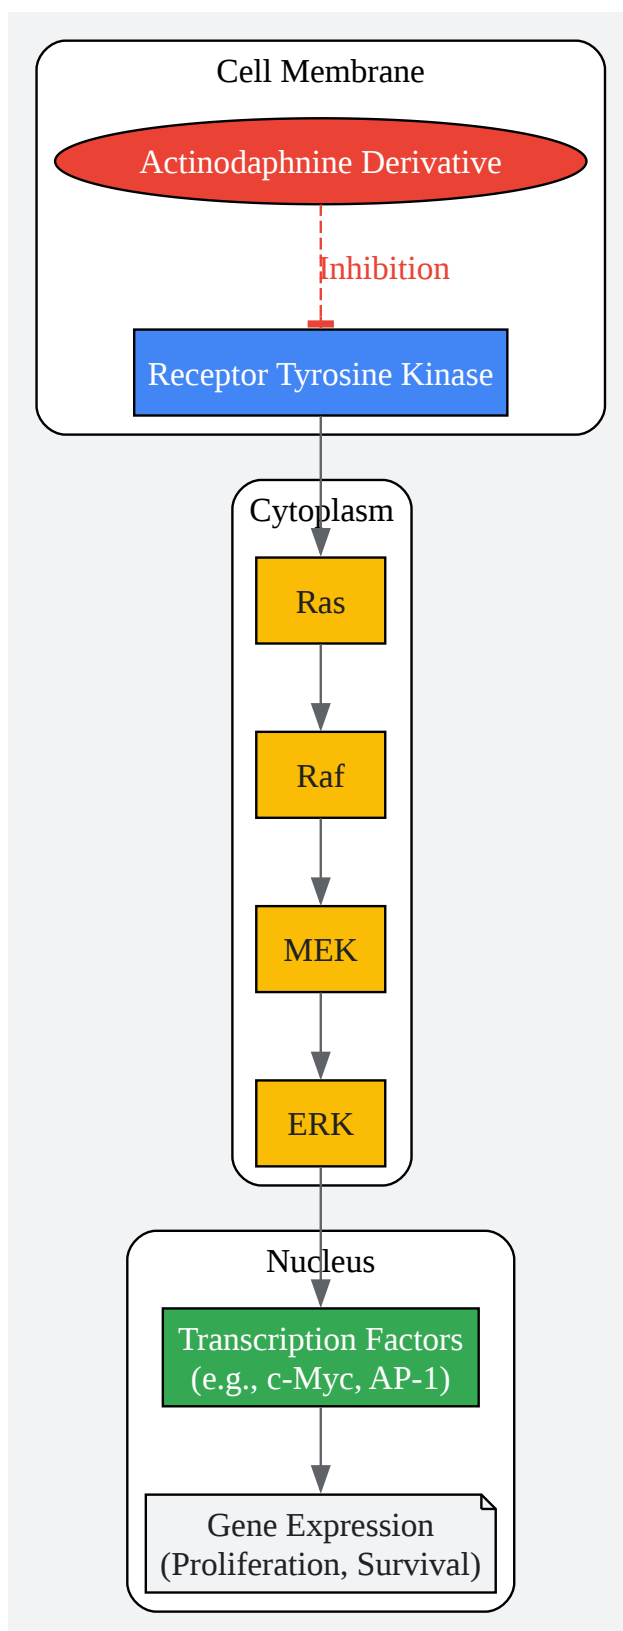 Cell Membrane
Actinodaphnine Derivative
Inhibition
Receptor Tyrosine Kinase
Cytoplasm
Ras
Raf
MEK
ERK
Nucleus
Transcription Factors
(e.g., c-Myc, AP-1)
Gene Expression
(Proliferation, Survival)